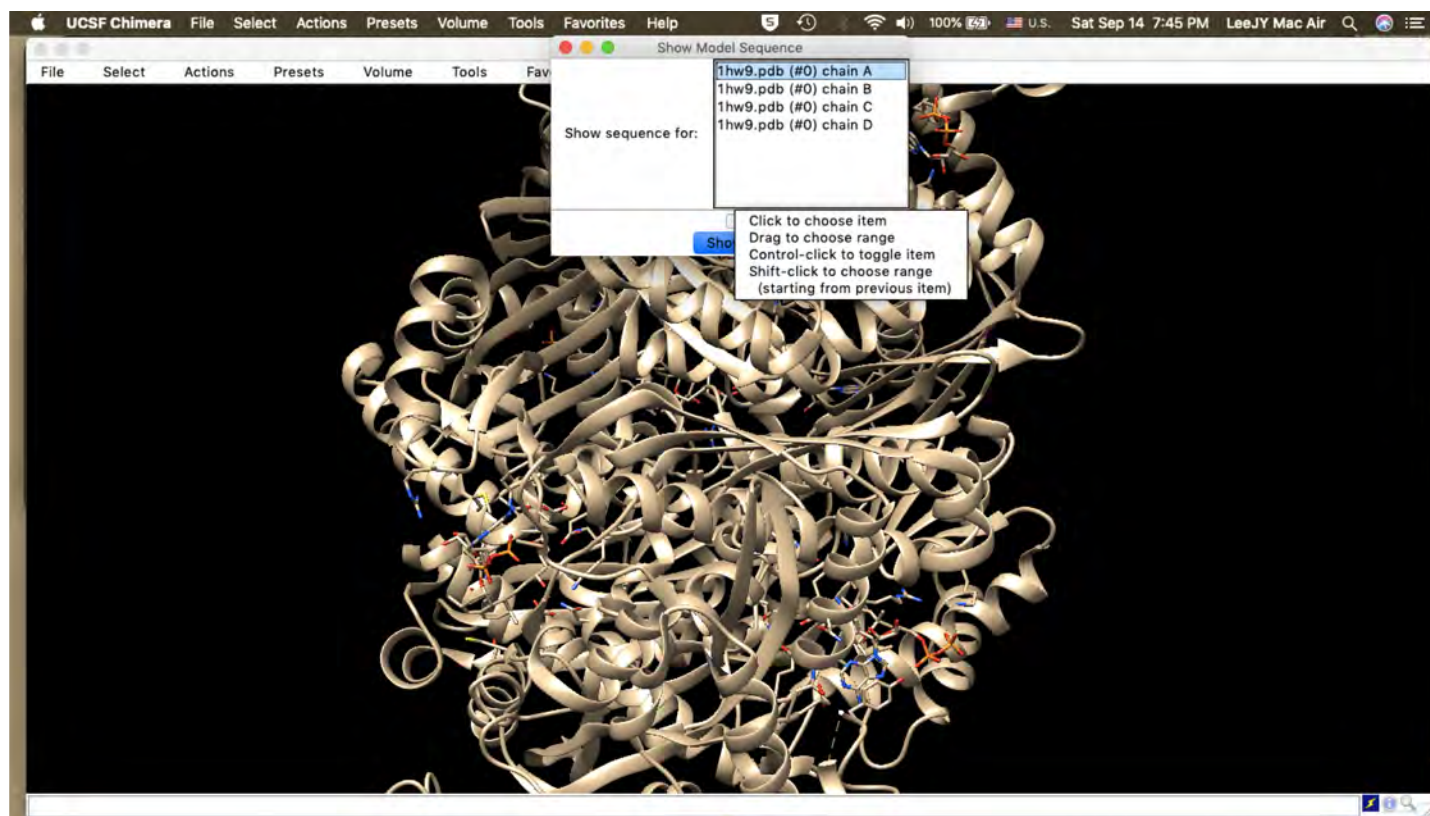 UCSF Chimera File Select Actions Presets Volume Tools Favorites Help S 100% U.S. Sat Sep 14 7:45 PM LeeJY Mac Air
Show Model Sequence
File Select Actions Presets Volume Tools Fav
Show sequence for:
1hw9.pdb (#0) chain A
1hw9.pdb (#0) chain B
1hw9.pdb (#0) chain C
1hw9.pdb (#0) chain D
Sho
Click to choose item
Drag to choose range
Control-click to toggle item
Shift-click to choose range
(starting from previous item)